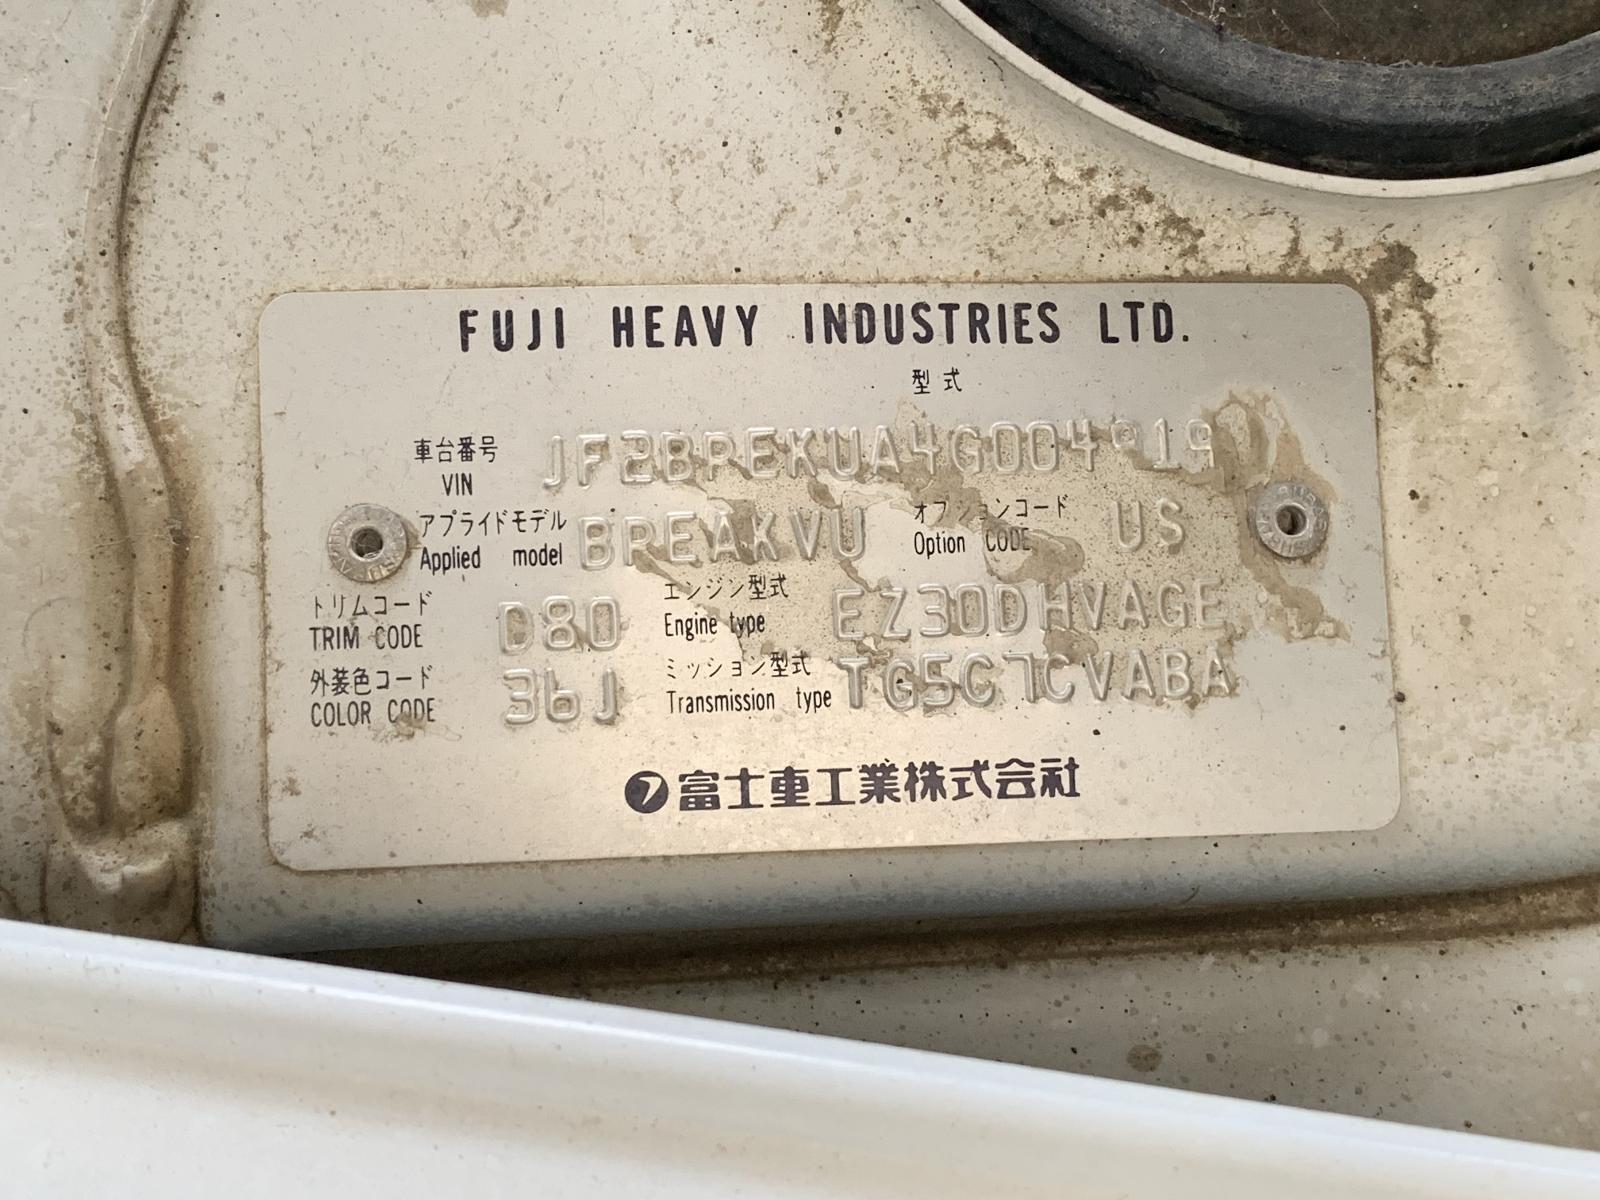 FUJI HEAVY INDUSTRIES LTD.
型式
車台番号
VIN JF2BPEKUA4G004919
アプライドモデル オプションコード
Applied model BPEAKVU Option CODE US
トリムコード エンジン型式
TRIM CODE D80 Engine type EZ30DHVAGE
外装色コード ミッション型式
COLOR CODE 36J Transmission type TG5C7CVABA
富士重工業株式会社